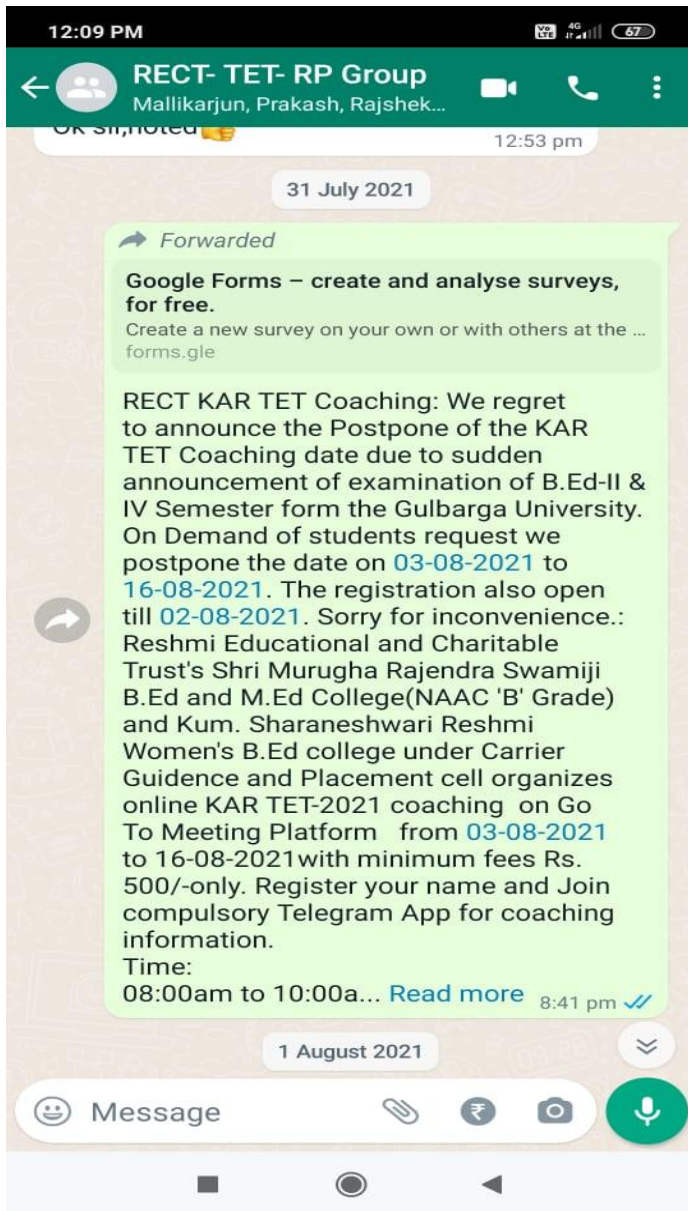 12:09 PM
Vo LTE 4G 67
RECT- TET- RP Group
Mallikarjun, Prakash, Rajshek...
Ok sir,noted👍
12:53 pm
31 July 2021
Forwarded
Google Forms – create and analyse surveys,
for free.
Create a new survey on your own or with others at the ...
forms.gle
RECT KAR TET Coaching: We regret
to announce the Postpone of the KAR
TET Coaching date due to sudden
announcement of examination of B.Ed-II &
IV Semester form the Gulbarga University.
On Demand of students request we
postpone the date on 03-08-2021 to
16-08-2021. The registration also open
till 02-08-2021. Sorry for inconvenience.:
Reshmi Educational and Charitable
Trust's Shri Murugha Rajendra Swamiji
B.Ed and M.Ed College(NAAC 'B' Grade)
and Kum. Sharaneshwari Reshmi
Women's B.Ed college under Carrier
Guidence and Placement cell organizes
online KAR TET-2021 coaching  on Go
To Meeting Platform   from 03-08-2021
to 16-08-2021with minimum fees Rs.
500/-only. Register your name and Join
compulsory Telegram App for coaching
information.
Time:
08:00am to 10:00a... Read more 8:41 pm
1 August 2021
Message